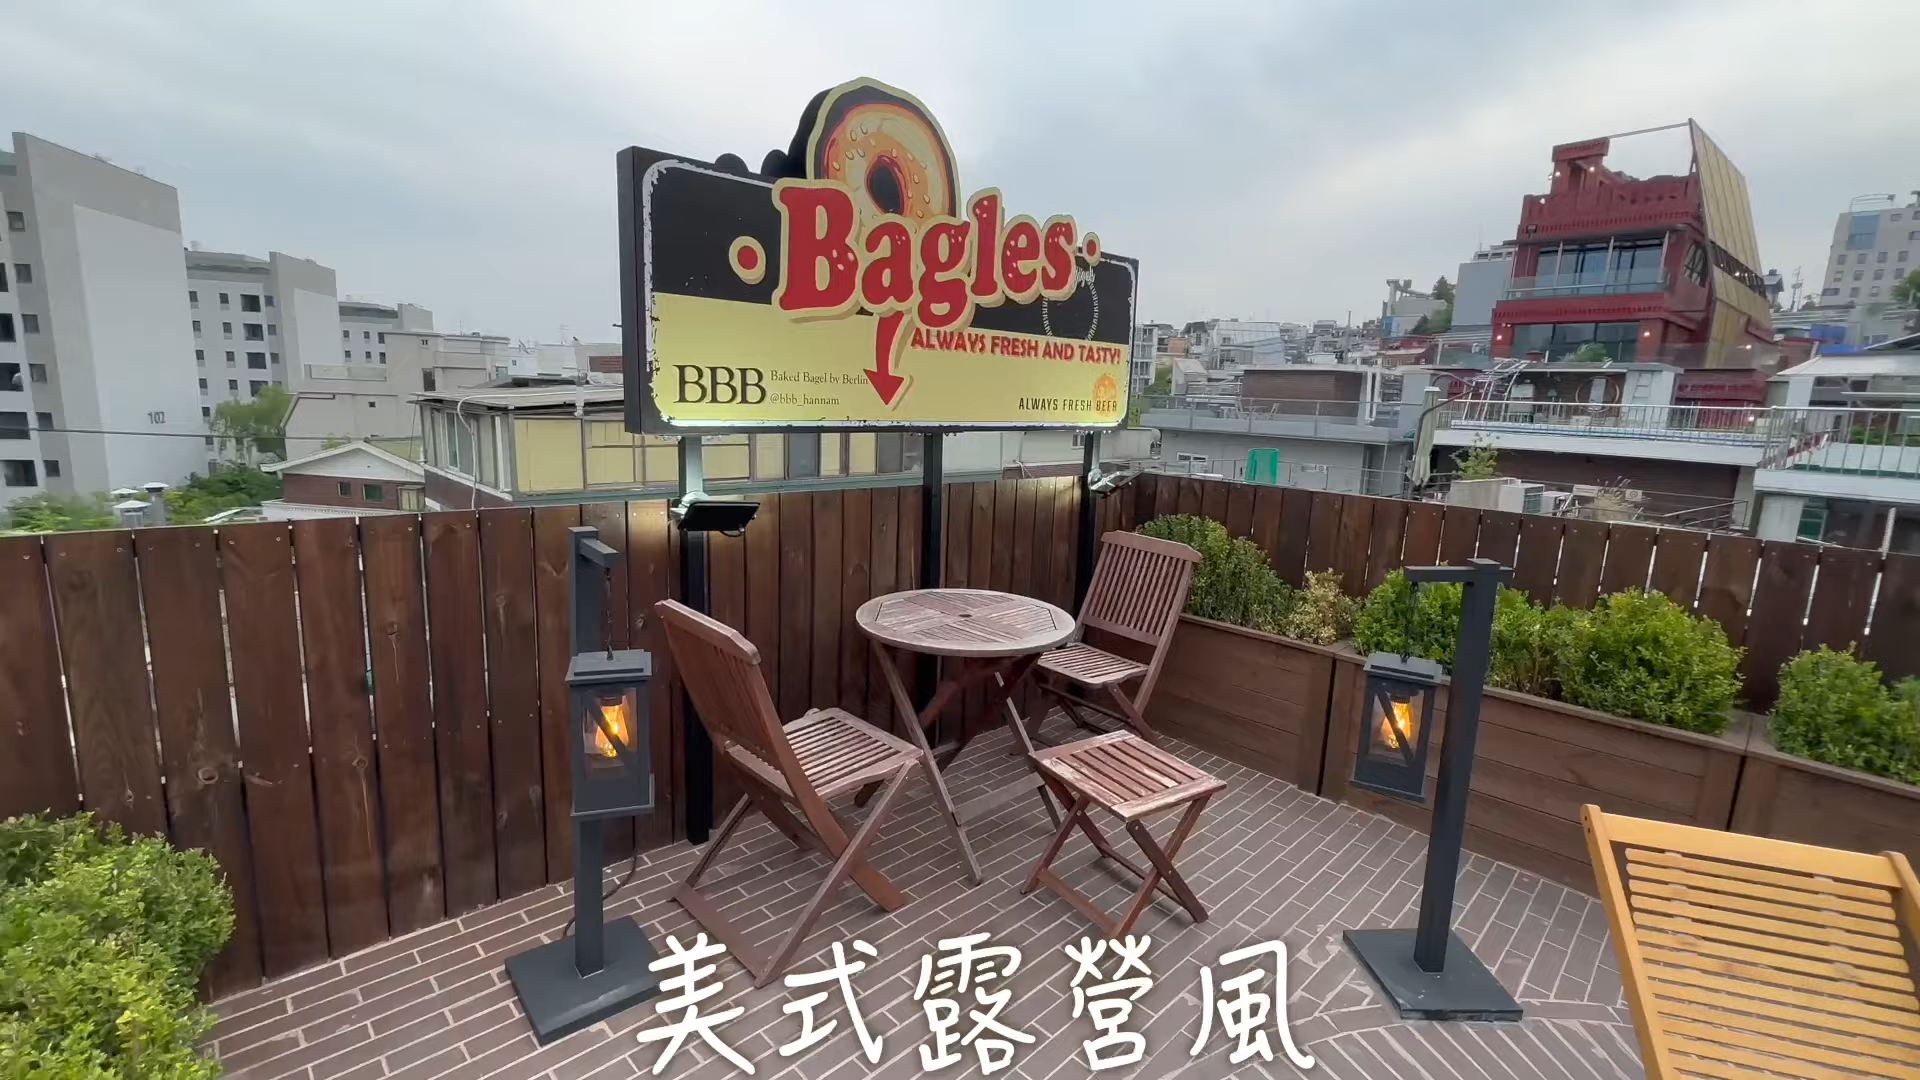 Bagles
ALWAYS FRESH AND TASTY!
BBB
Baked Bagel by Berlin
@bbb_hannam
ALWAYS FRESH BEER
102
美式露營風